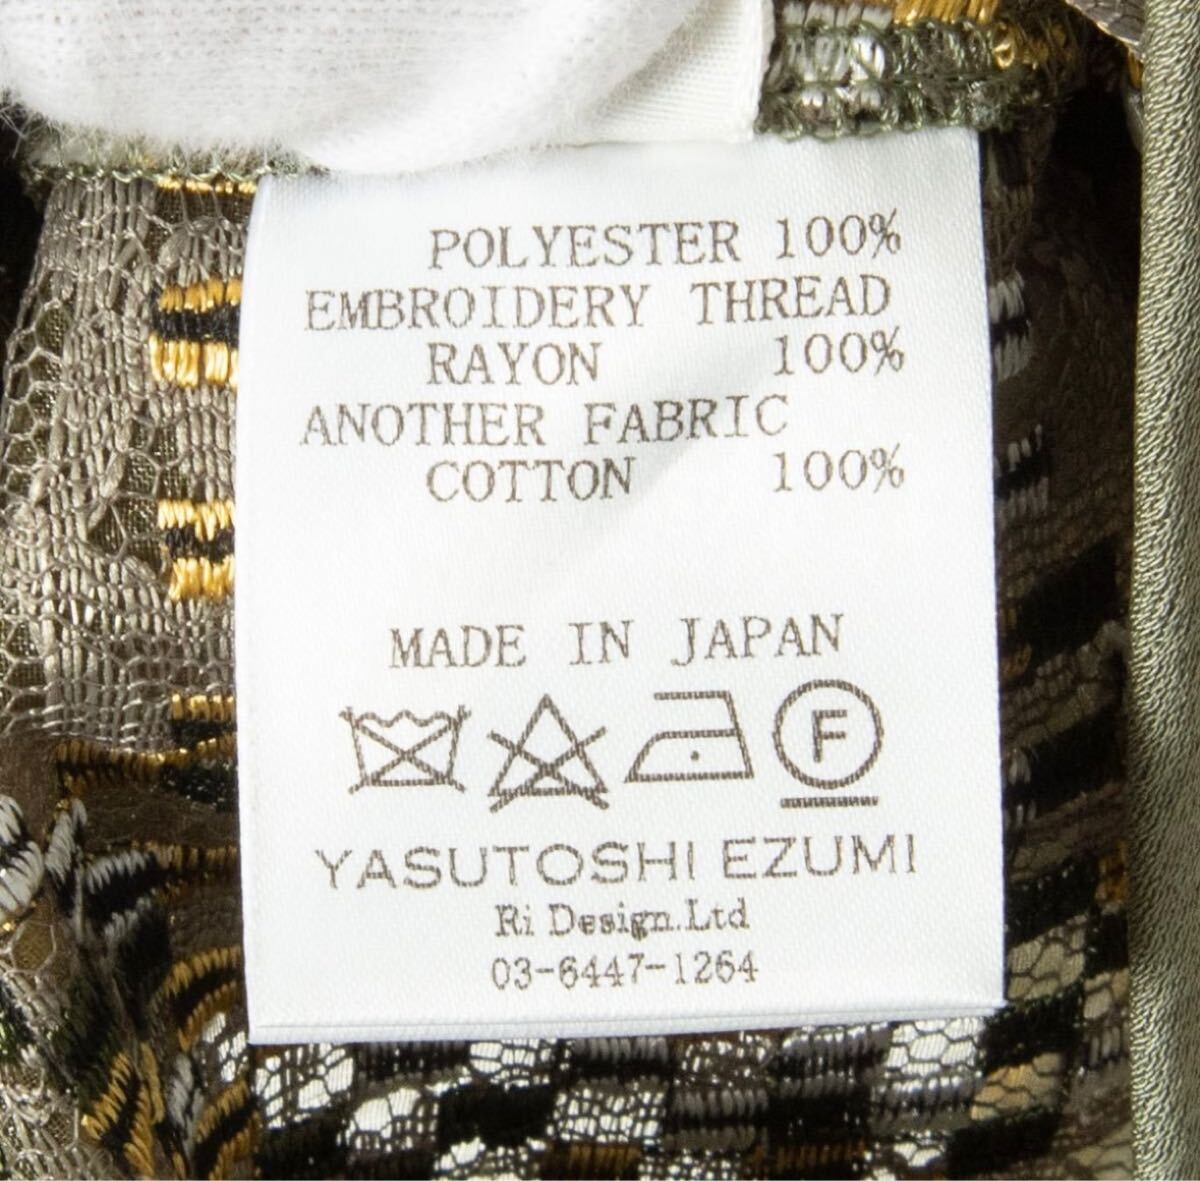 POLYESTER 100%
EMBROIDERY THREAD
RAYON 100%
ANOTHER FABRIC
COTTON 100%
MADE IN JAPAN
F
YASUTOSHI EZUMI
Ri Design.Ltd
03-6447-1264